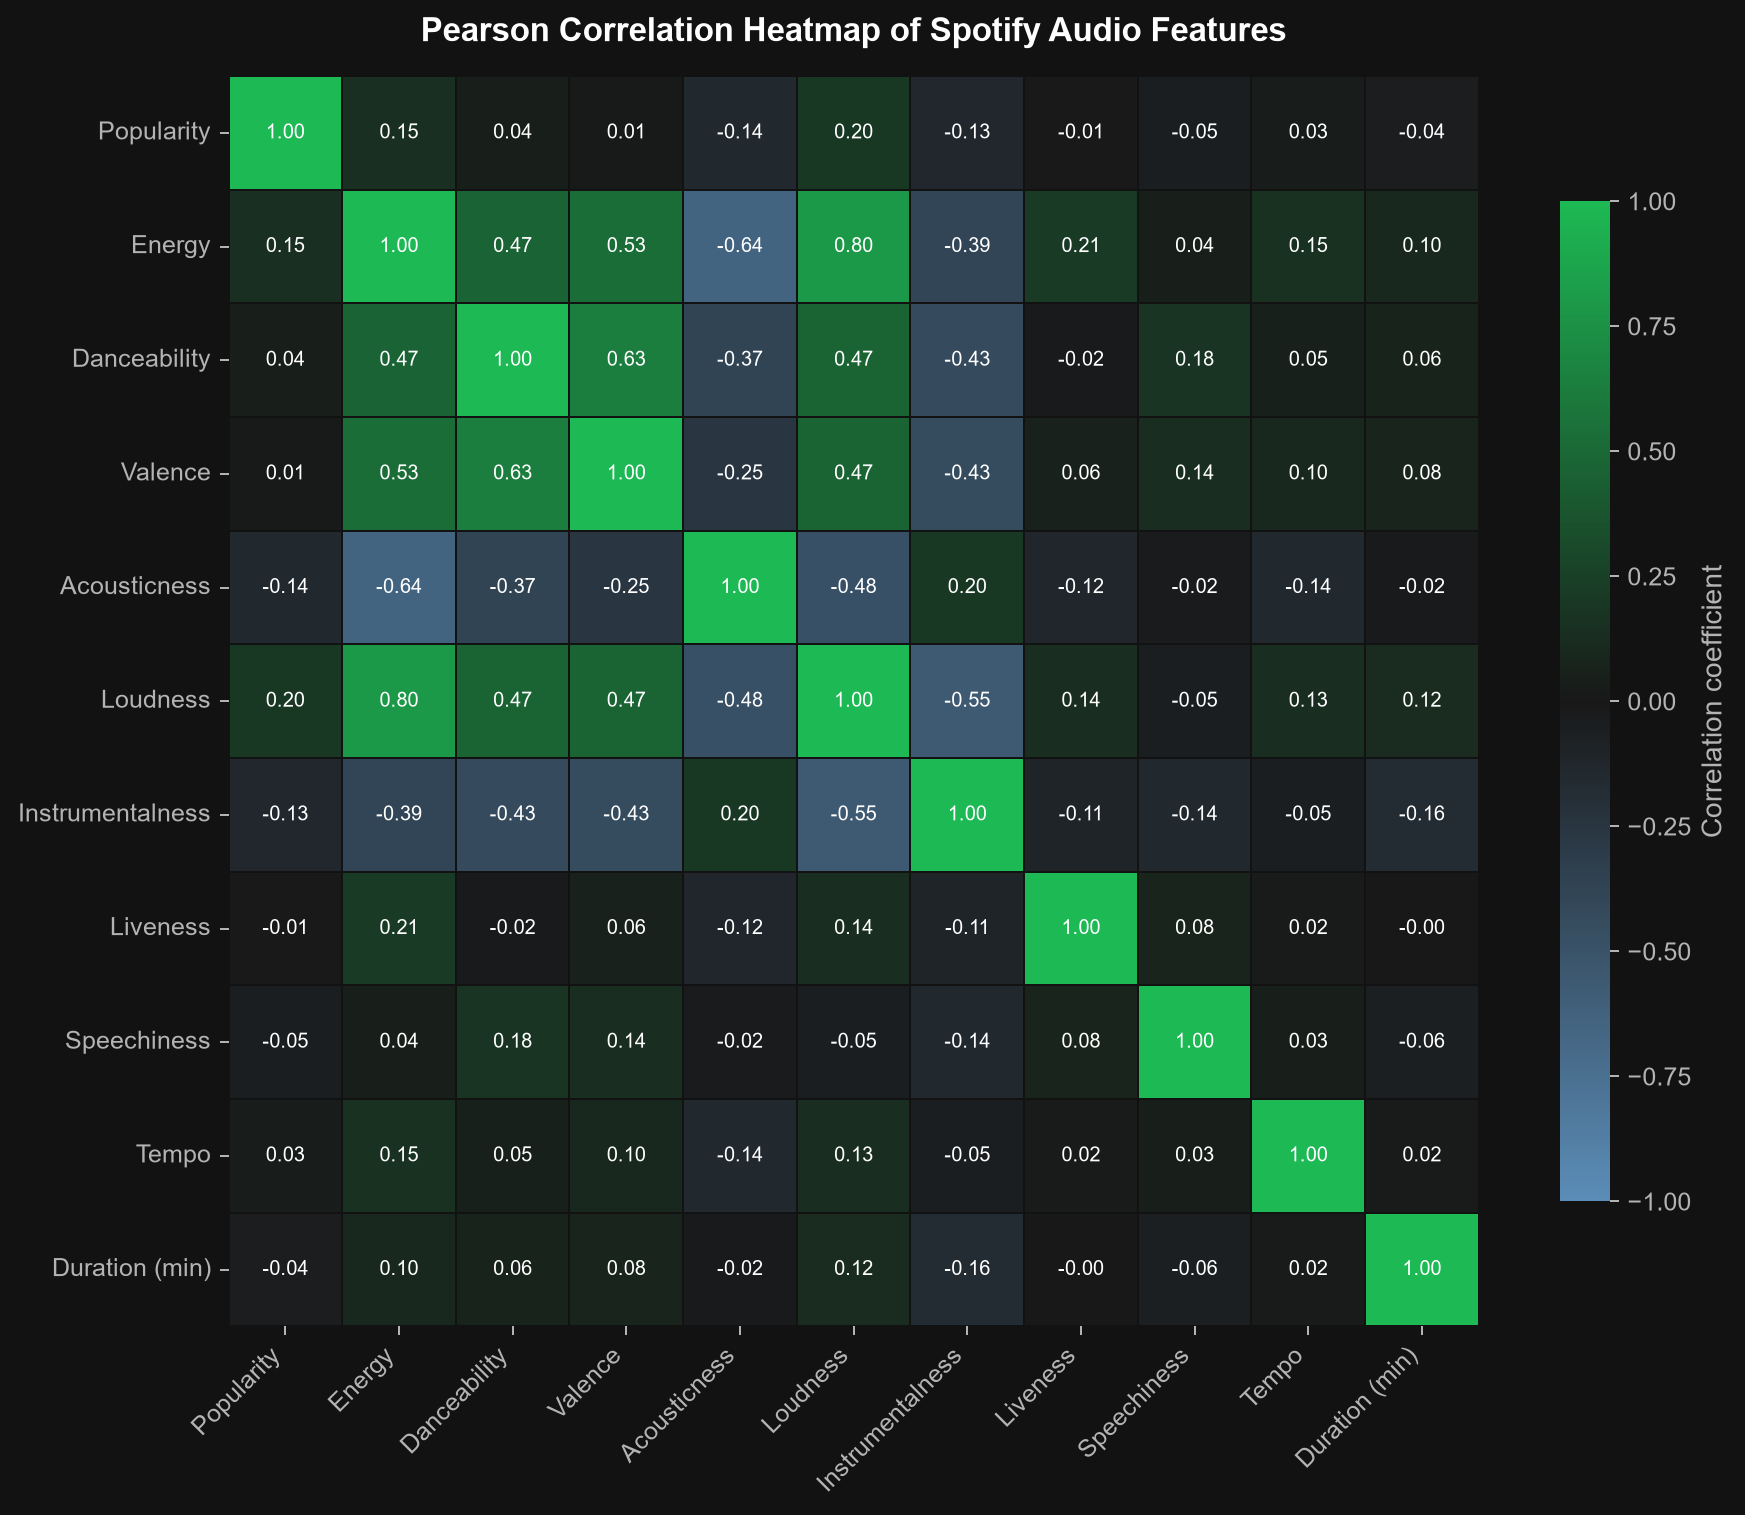 Pearson Correlation Heatmap of Spotify Audio Features
Popularity 1.00 0.15 0.04 0.01 -0.14 0.20 -0.13 -0.01 -0.05 0.03 -0.04
Energy 0.15 1.00 0.47 0.53 -0.64 0.80 -0.39 0.21 0.04 0.15 0.10
Danceability 0.04 0.47 1.00 0.63 -0.37 0.47 -0.43 -0.02 0.18 0.05 0.06
Valence 0.01 0.53 0.63 1.00 -0.25 0.47 -0.43 0.06 0.14 0.10 0.08
Acousticness -0.14 -0.64 -0.37 -0.25 1.00 -0.48 0.20 -0.12 -0.02 -0.14 -0.02
Loudness 0.20 0.80 0.47 0.47 -0.48 1.00 -0.55 0.14 -0.05 0.13 0.12
Instrumentalness -0.13 -0.39 -0.43 -0.43 0.20 -0.55 1.00 -0.11 -0.14 -0.05 -0.16
Liveness -0.01 0.21 -0.02 0.06 -0.12 0.14 -0.11 1.00 0.08 0.02 -0.00
Speechiness -0.05 0.04 0.18 0.14 -0.02 -0.05 -0.14 0.08 1.00 0.03 -0.06
Tempo 0.03 0.15 0.05 0.10 -0.14 0.13 -0.05 0.02 0.03 1.00 0.02
Duration (min) -0.04 0.10 0.06 0.08 -0.02 0.12 -0.16 -0.00 -0.06 0.02 1.00
Popularity
Energy
Danceability
Valence
Acousticness
Loudness
Instrumentalness
Liveness
Speechiness
Tempo
Duration (min)
1.00
0.75
0.50
0.25
0.00
−0.25
−0.50
−0.75
−1.00
Correlation coefficient